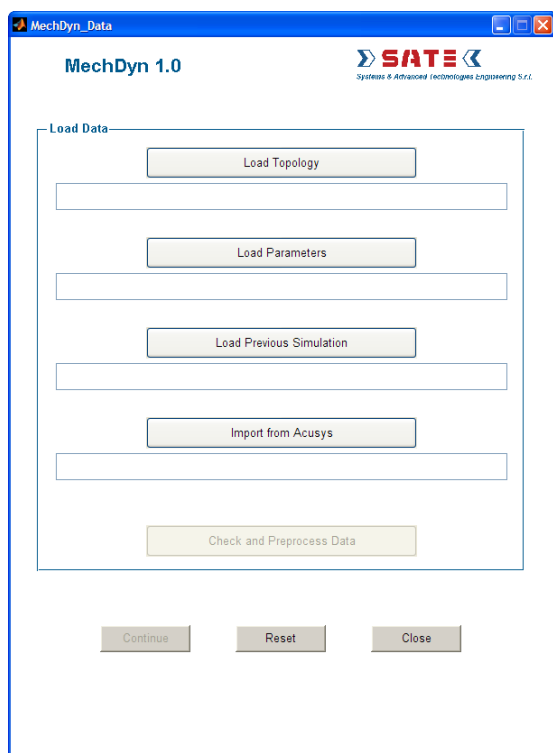 MechDyn_Data
MechDyn 1.0
SATE
Systems & Advanced Technologies Engineering S.r.l.
Load Data
Load Topology
Load Parameters
Load Previous Simulation
Import from Acusys
Check and Preprocess Data
Continue Reset Close